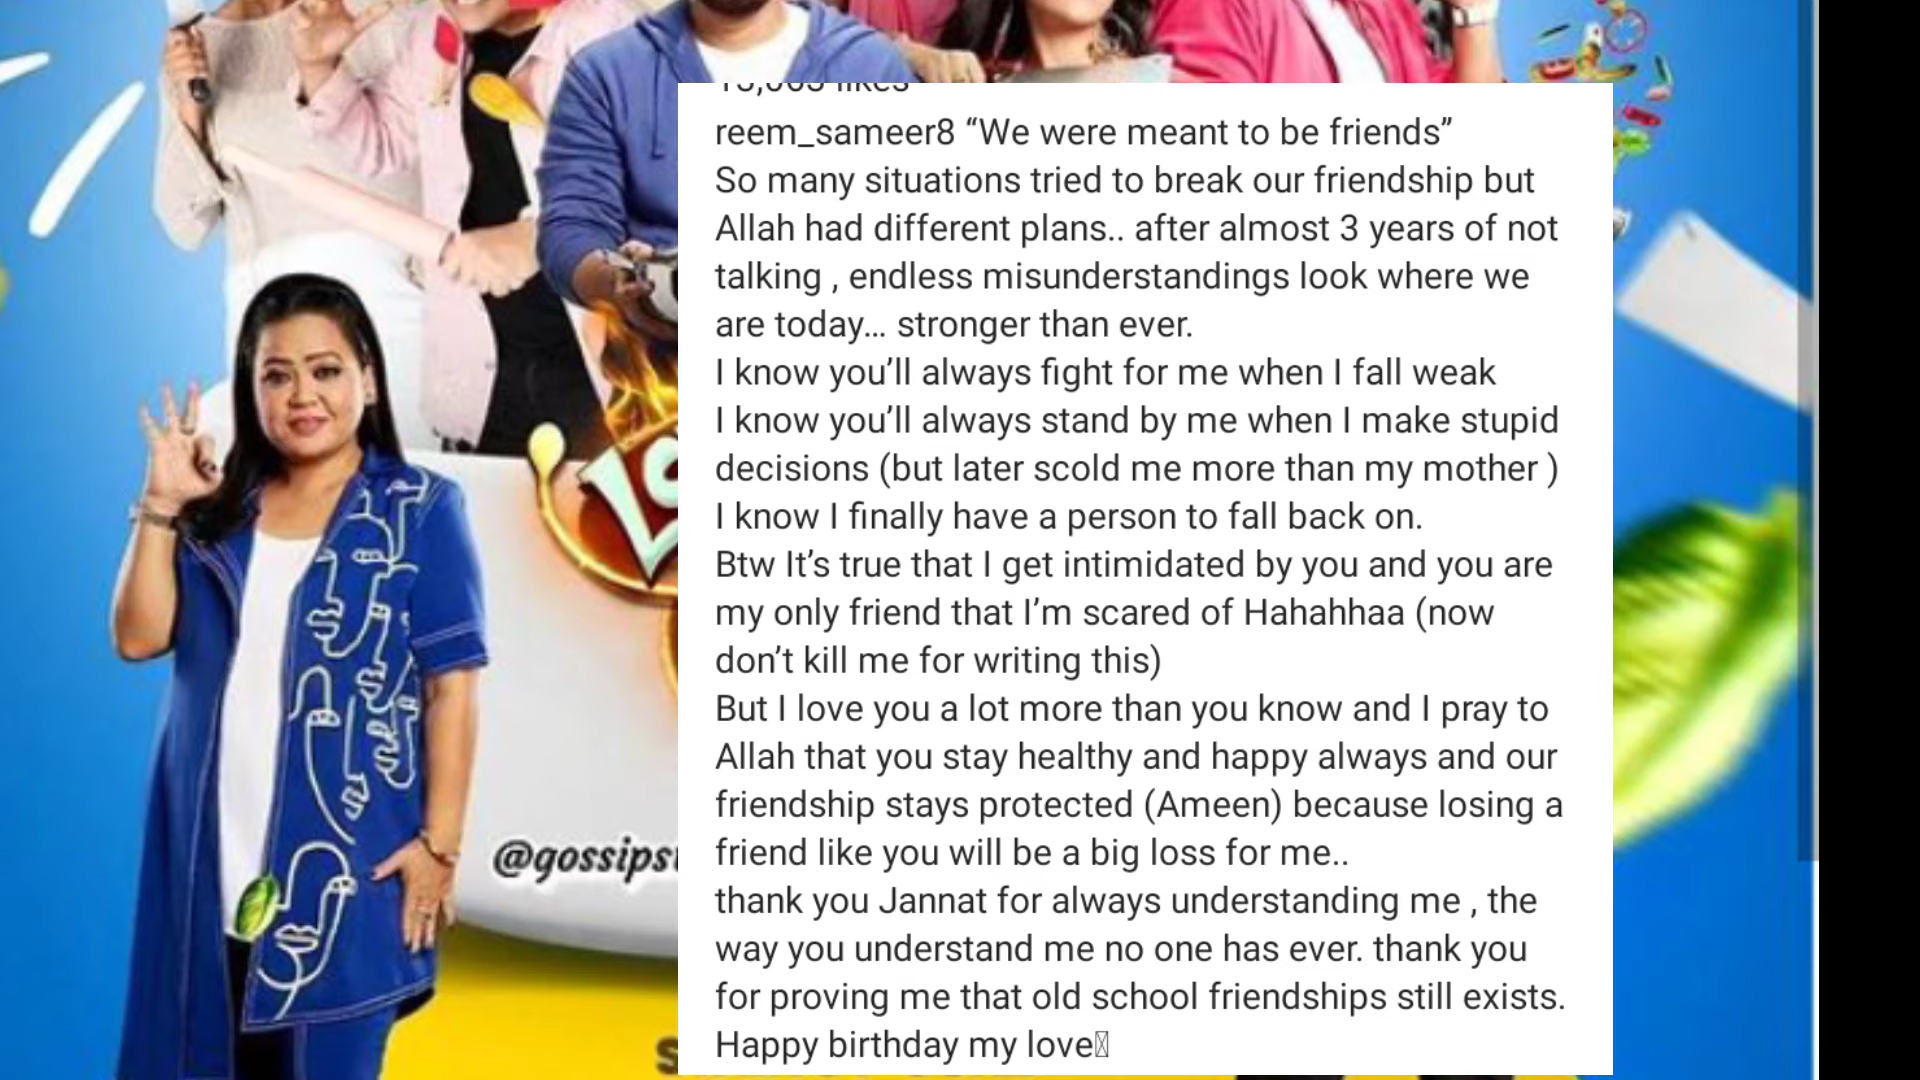 reem_sameer8 “We were meant to be friends”
So many situations tried to break our friendship but
Allah had different plans.. after almost 3 years of not
talking , endless misunderstandings look where we
are today... stronger than ever.
I know you’ll always fight for me when I fall weak
I know you’ll always stand by me when I make stupid
decisions (but later scold me more than my mother )
I know I finally have a person to fall back on.
Btw It’s true that I get intimidated by you and you are
my only friend that I’m scared of Hahahhaa (now
don’t kill me for writing this)
But I love you a lot more than you know and I pray to
Allah that you stay healthy and happy always and our
friendship stays protected (Ameen) because losing a
friend like you will be a big loss for me..
thank you Jannat for always understanding me , the
way you understand me no one has ever. thank you
for proving me that old school friendships still exists.
Happy birthday my love